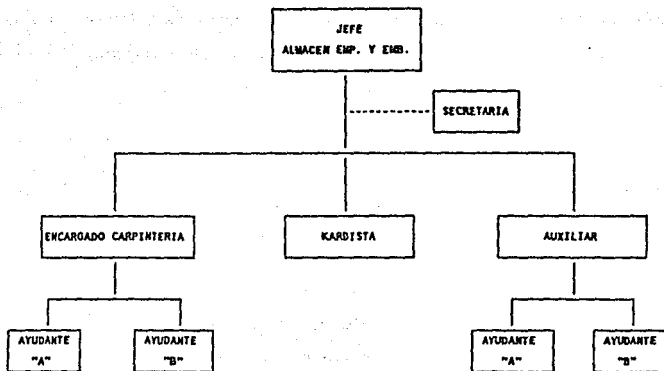 JEFE
ALMACEN EMP. Y EMB.
SECRETARIA
ENCARGADO CARPINTERIA
KARDISTA
AUXILIAR
AYUDANTE
"A"
AYUDANTE
"B"
AYUDANTE
"A"
AYUDANTE
"B"